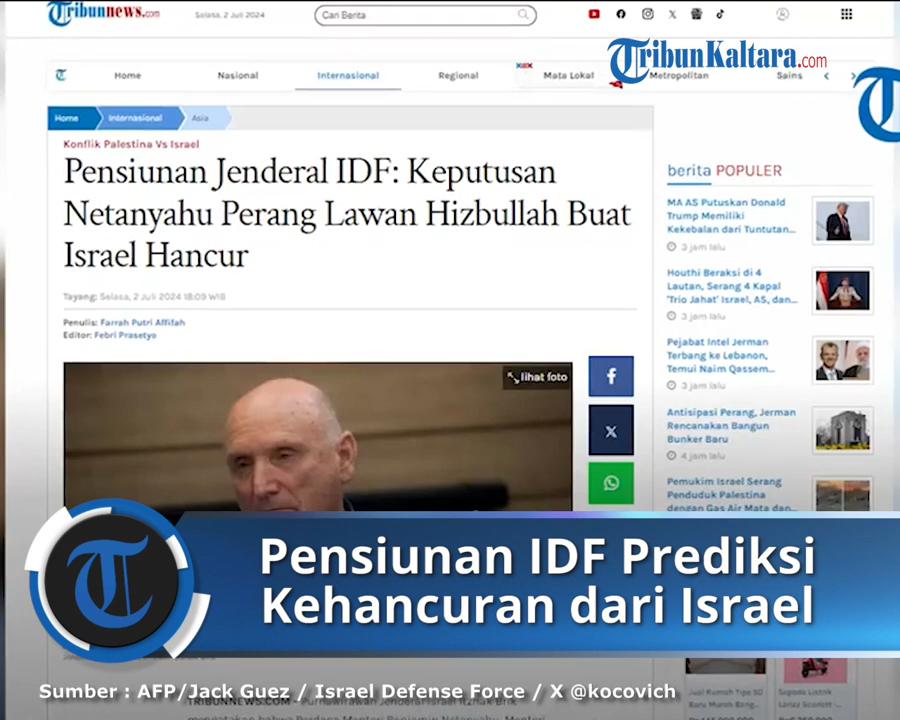 Tribunnews.com
Selasa, 2 Juli 2024
Cari Berita
TribunKaltara.com
Home
Nasional
Internasional
Regional
Mata Lokal
Metropolitan
Sains
Home
Internasional
Asia
Konflik Palestina Vs Israel
Pensiunan Jenderal IDF: Keputusan
Netanyahu Perang Lawan Hizbullah Buat
Israel Hancur
Tayang: Selasa, 2 Juli 2024 18:09 WIB
Penulis: Farrah Putri Affifah
Editor: Febri Prasetyo
lihat foto
berita POPULER
MA AS Putuskan Donald
Trump Memiliki
Kekebalan dari Tuntutan...
3 jam lalu
Houthi Beraksi di 4
Lautan, Serang 4 Kapal
'Trio Jahat' Israel, AS, dan...
3 jam lalu
Pejabat Intel Jerman
Terbang ke Lebanon,
Temui Naim Qassem...
3 jam lalu
Antisipasi Perang, Jerman
Rencanakan Bangun
Bunker Baru
4 jam lalu
Pemukim Israel Serang
Penduduk Palestina
dengan Gas Air Mata dan...
Pensiunan IDF Prediksi
Kehancuran dari Israel
Sumber : AFP/Jack Guez / Israel Defense Force / X @kocovich